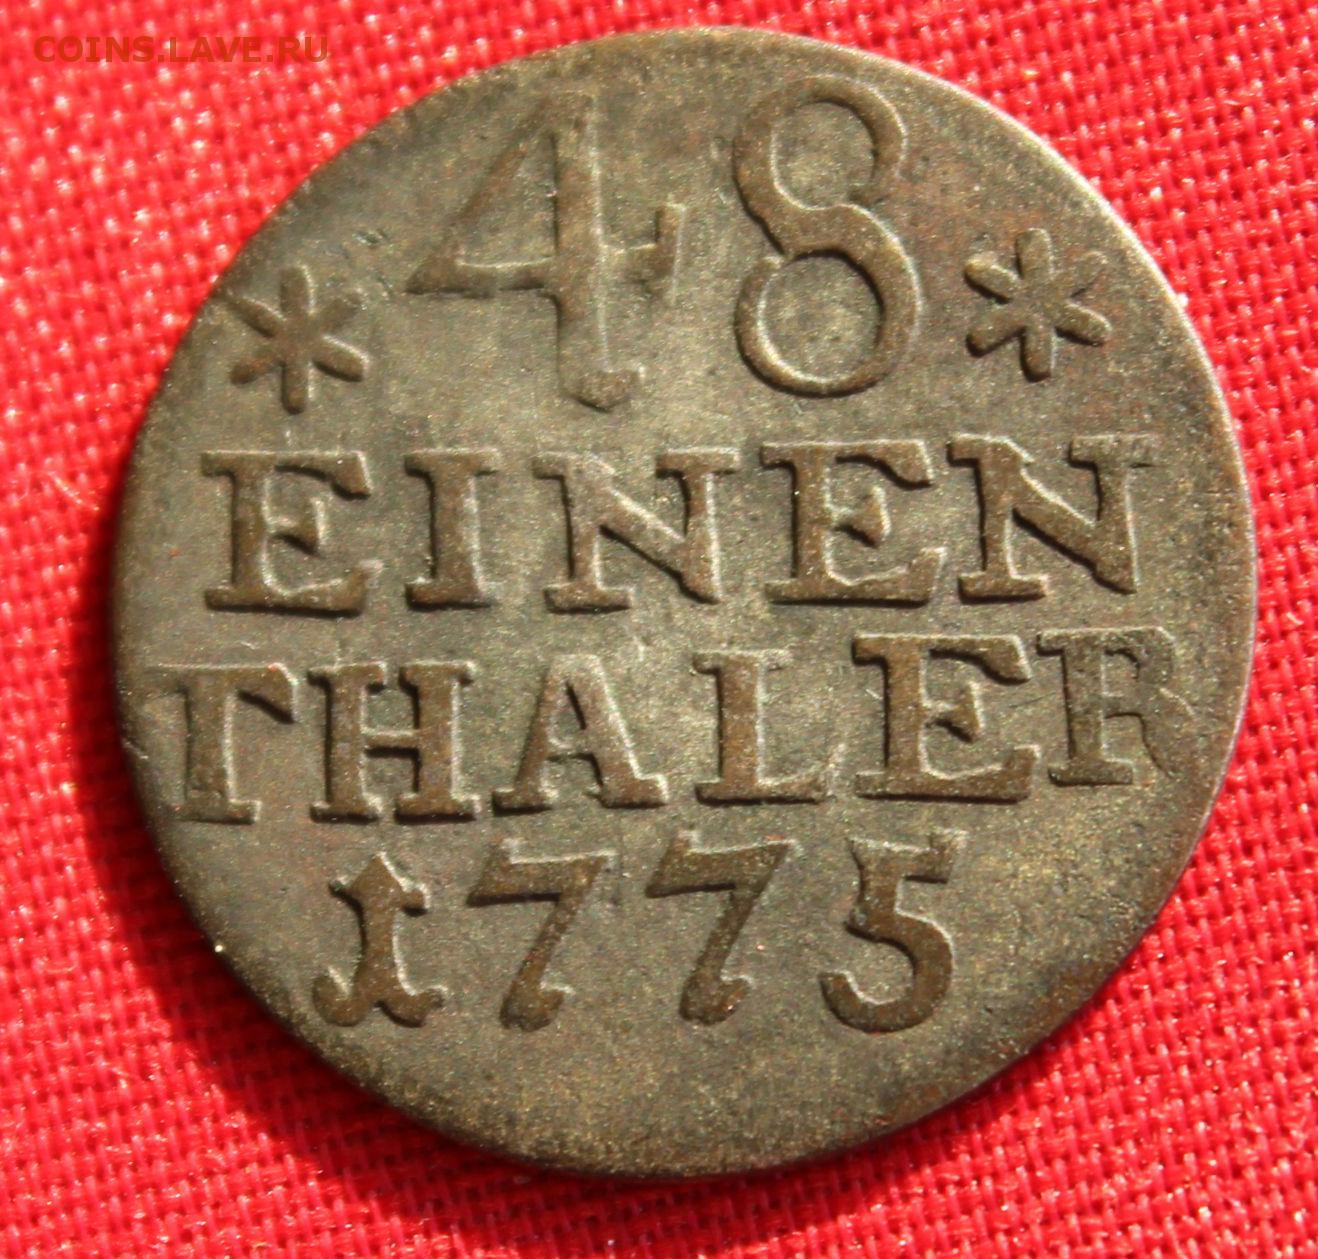 COINS.LAVE.RU
* 48 *
EINEN
THALER
1775